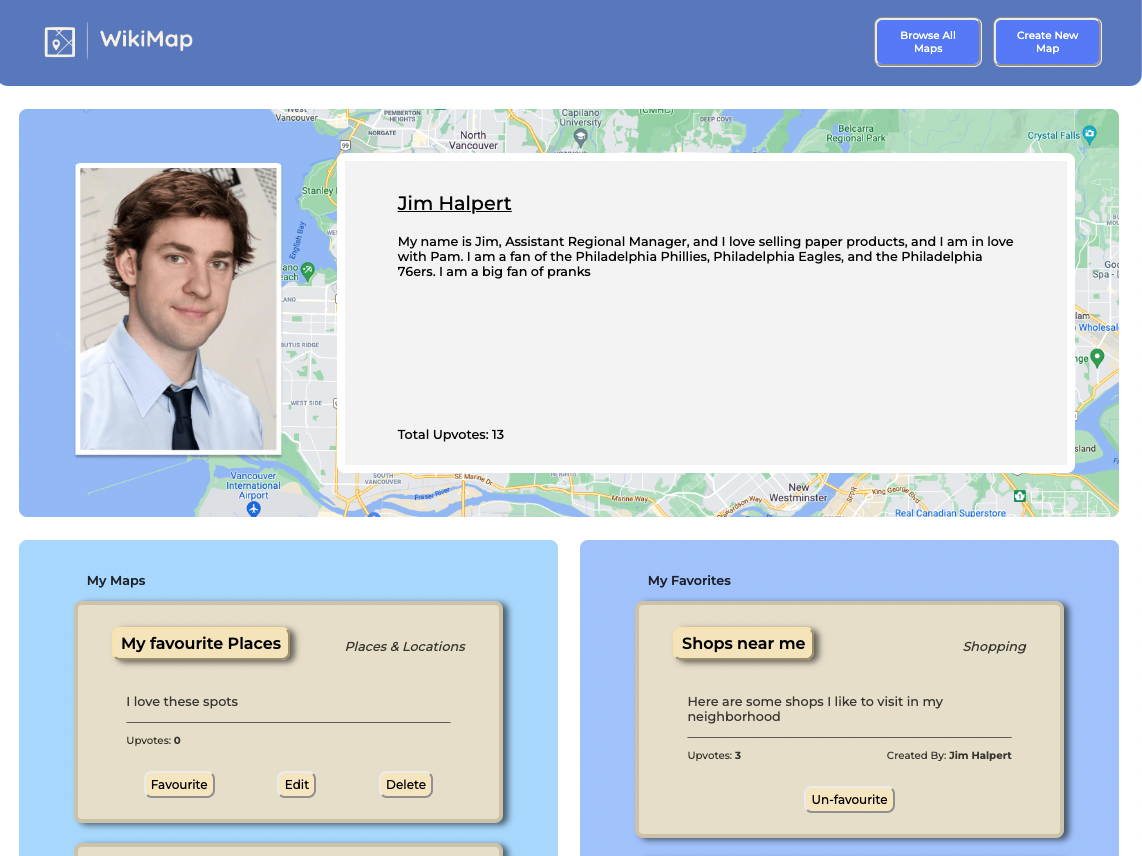 WikiMap
Browse All
Maps
Create New
Map
West
Vancouver
PEMBERTON
HEIGHTS
NORGATE
North
Vancouver
Capilano
University
(CMHC)
DEEP COVE
Belcarra
Regional Park
Crystal Falls
99
Stanley
English Bay
BUTUS RIDGE
WEST SIDE
Jim Halpert
My name is Jim, Assistant Regional Manager, and I love selling paper products, and I am in love
with Pam. I am a fan of the Philadelphia Phillies, Philadelphia Eagles, and the Philadelphia
76ers. I am a big fan of pranks
Total Upvotes: 13
Spa -
Wholesal
Vancouver
International
Airport
SOUTH
VANCOUVER
SE Marine Dr
Fraser River
HEIGHTS
Marine Way
New
Westminster
King George Blvd
Real Canadian Superstore
My Maps
My favourite Places
Places & Locations
I love these spots
Upvotes: 0
Favourite
Edit
Delete
My Favorites
Shops near me
Shopping
Here are some shops I like to visit in my
neighborhood
Upvotes: 3
Created By: Jim Halpert
Un-favourite